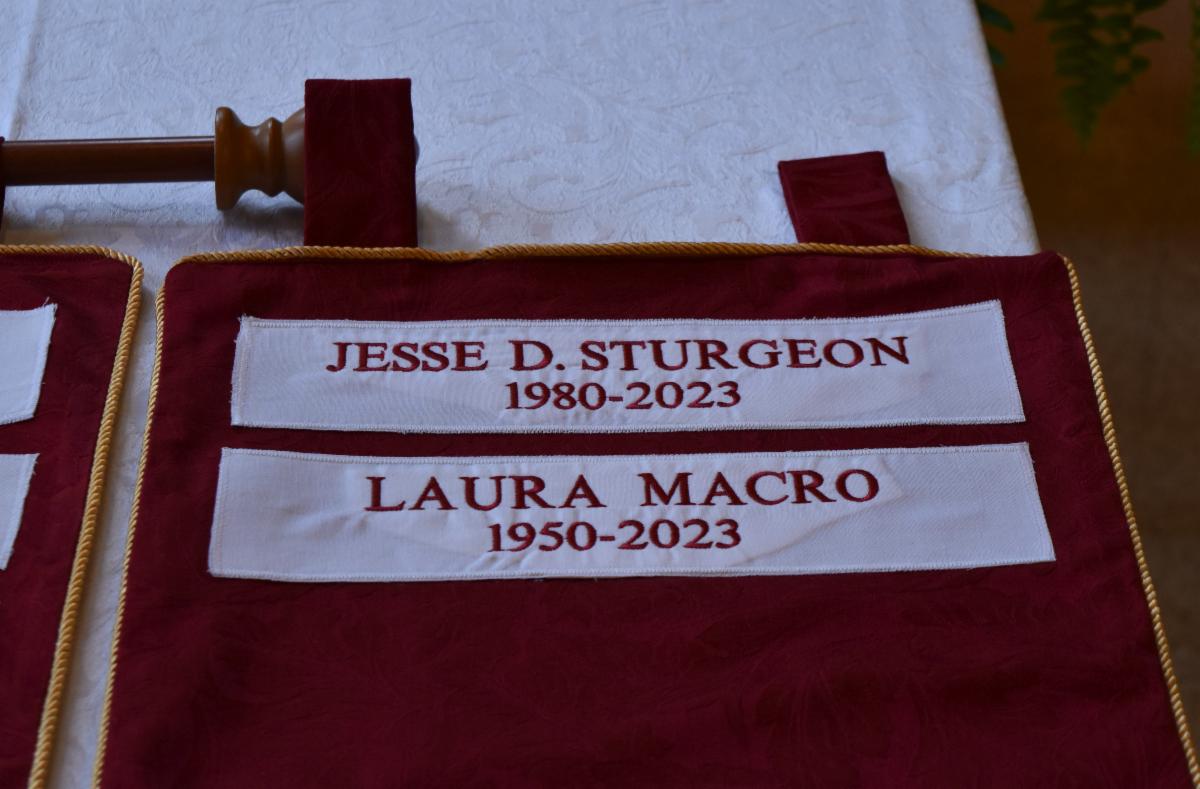 JESSE D. STURGEON
1980-2023
LAURA MACRO
1950-2023